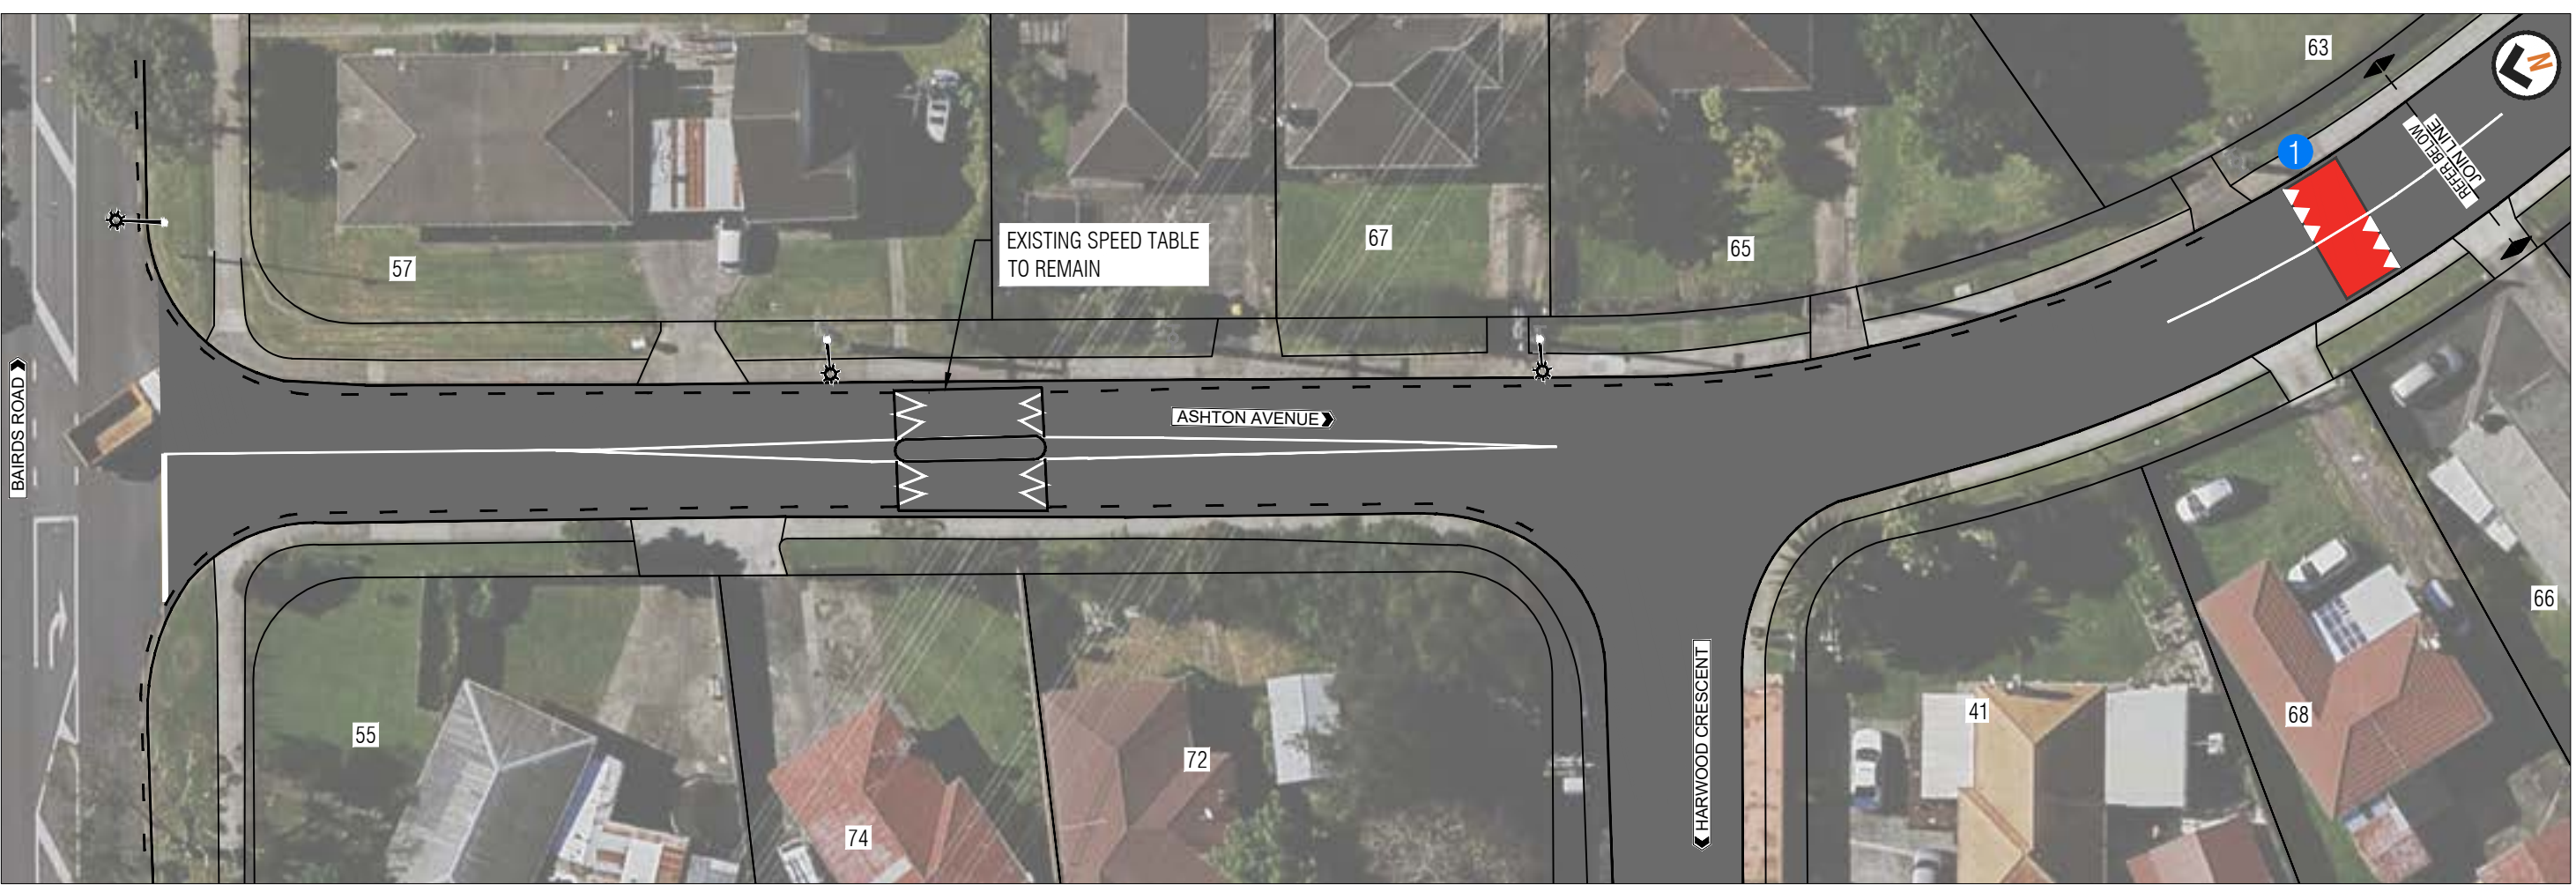 63
N
1
REFER BELOW
JOIN LINE
EXISTING SPEED TABLE
TO REMAIN
67
65
57
BAIRDS ROAD
ASHTON AVENUE
66
HARWOOD CRESCENT
55
74
72
41
68